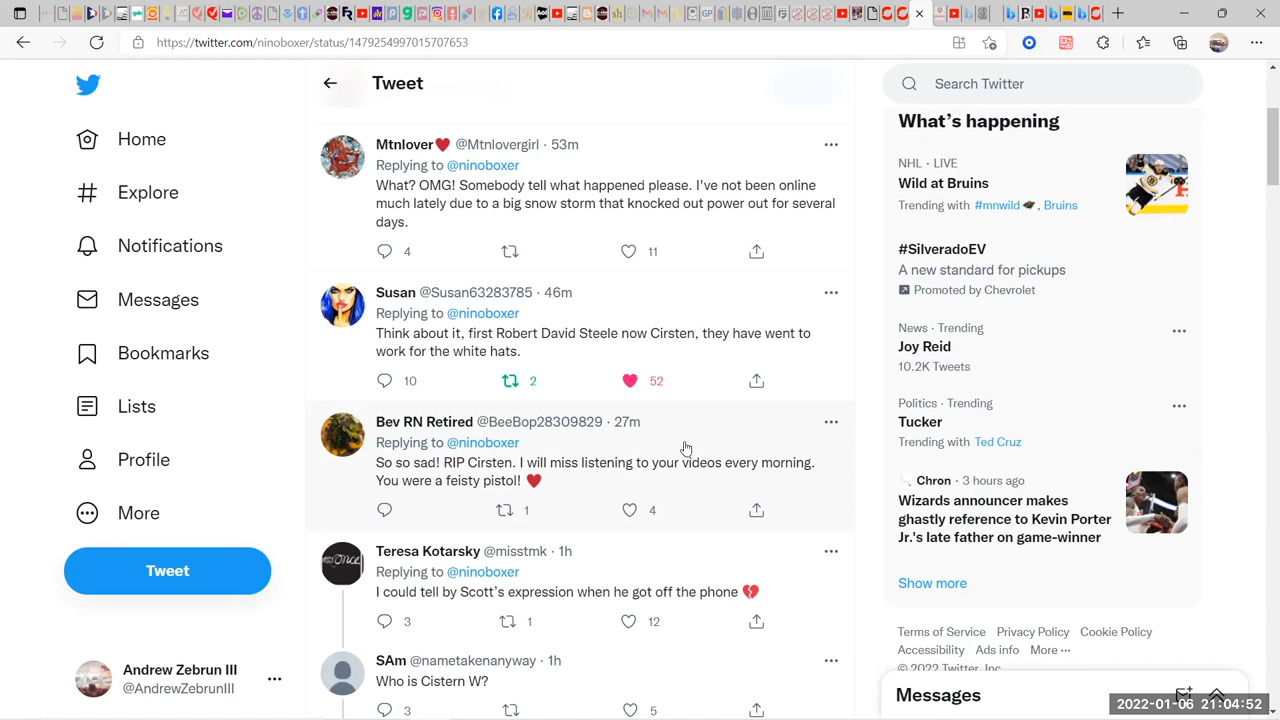 https://twitter.com/ninoboxer/status/1479254997015707653
Home
Explore
Notifications
Messages
Bookmarks
Lists
Profile
More
Tweet
Andrew Zebrun III
@AndrewZebrunIII
Tweet
Mtnlover♥ @Mtnlovergirl · 53m
Replying to @ninoboxer
What? OMG! Somebody tell what happened please. I've not been online
much lately due to a big snow storm that knocked out power out for several
days.
4 11
Susan @Susan63283785 · 46m
Replying to @ninoboxer
Think about it, first Robert David Steele now Cirsten, they have went to
work for the white hats.
10 2 52
Bev RN Retired @BeeBop28309829 · 27m
Replying to @ninoboxer
So so sad! RIP Cirsten. I will miss listening to your videos every morning.
You were a feisty pistol! ♥
1 4
Teresa Kotarsky @misstmk · 1h
Replying to @ninoboxer
I could tell by Scott's expression when he got off the phone 💔
3 1 12
SAm @nametakenanyway · 1h
Who is Cistern W?
3 5
Search Twitter
What's happening
NHL · LIVE
Wild at Bruins
Trending with #mnwild , Bruins
#SilveradoEV
A new standard for pickups
Promoted by Chevrolet
News · Trending
Joy Reid
10.2K Tweets
Politics · Trending
Tucker
Trending with Ted Cruz
Chron · 3 hours ago
Wizards announcer makes
ghastly reference to Kevin Porter
Jr.'s late father on game-winner
Show more
Terms of Service Privacy Policy Cookie Policy
Accessibility Ads info More ···
© 2022 Twitter, Inc.
Messages
2022-01-06 21:04:52